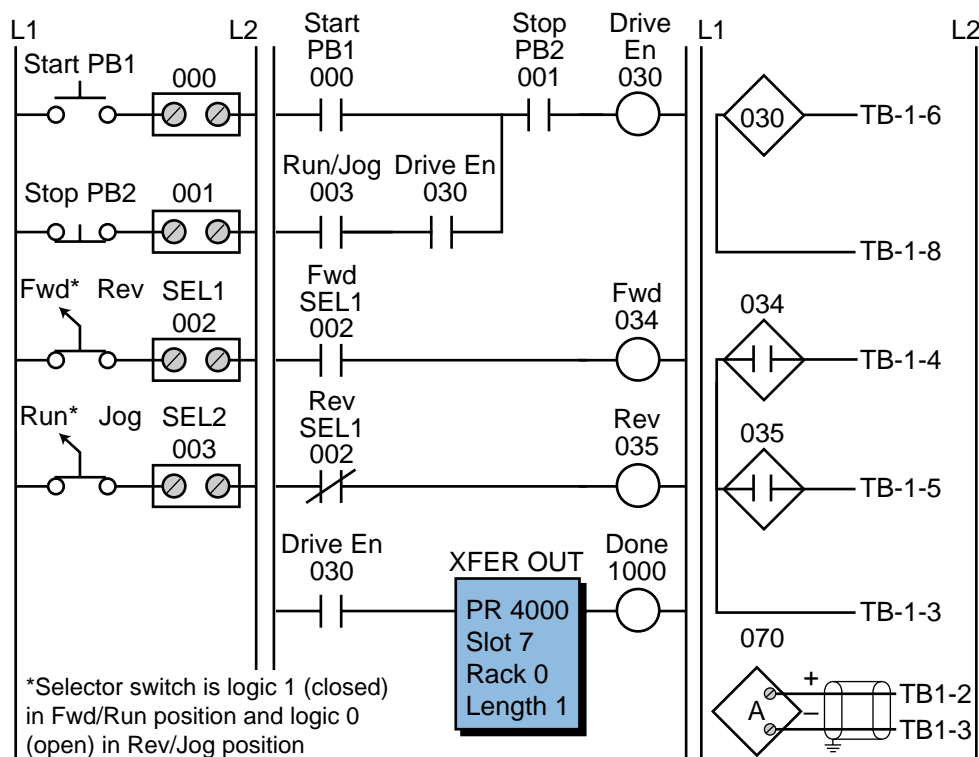 L1
L2
Start PB1
000
Stop PB2
001
Fwd* Rev
SEL1
002
Run* Jog
SEL2
003
*Selector switch is logic 1 (closed)
in Fwd/Run position and logic 0
(open) in Rev/Jog position
Start
PB1
000
Stop
PB2
001
Drive
En
030
Run/Jog
003
Drive En
030
Fwd
SEL1
002
Fwd
034
Rev
SEL1
002
Rev
035
Drive En
030
XFER OUT
PR 4000
Slot 7
Rack 0
Length 1
Done
1000
L1
L2
030
TB-1-6
TB-1-8
034
TB-1-4
035
TB-1-5
TB-1-3
070
A
+
–
TB1-2
TB1-3